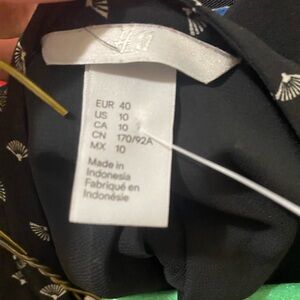 H&M
EUR 40
US 10
CA 10
CN 170/92A
MX 10
Made in
Indonesia
Fabriqué en
Indonésie